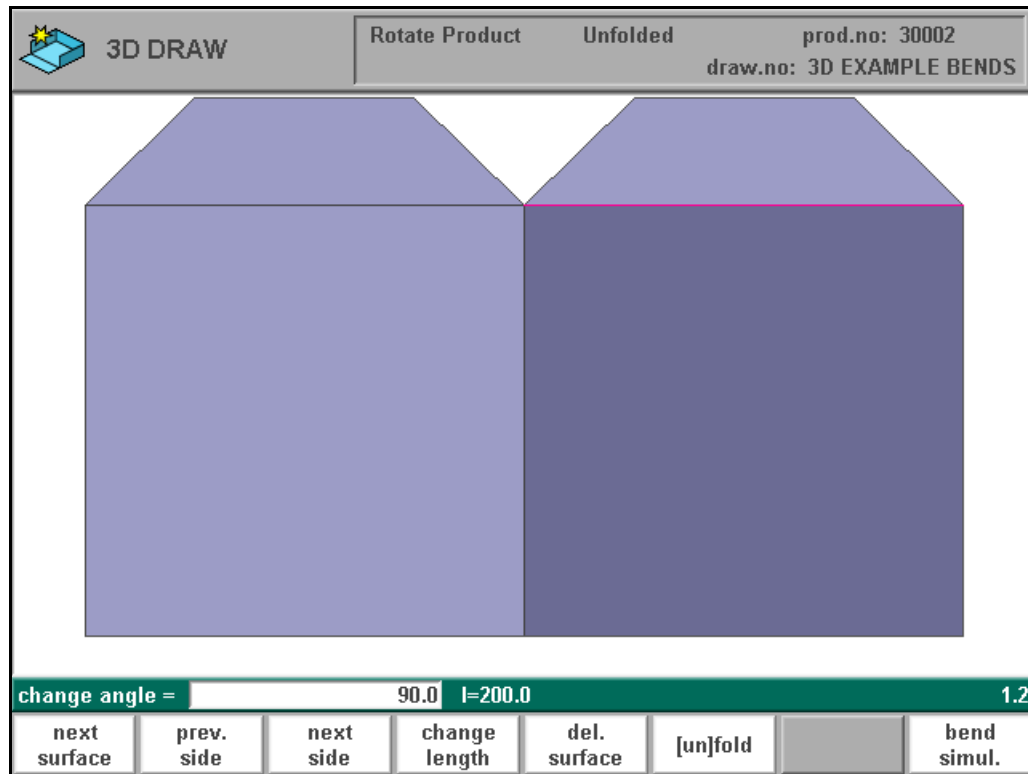 3D DRAW
Rotate Product Unfolded prod.no: 30002
draw.no: 3D EXAMPLE BENDS
change angle = 90.0 l=200.0 1.2
next surface
prev. side
next side
change length
del. surface
[un]fold
bend simul.